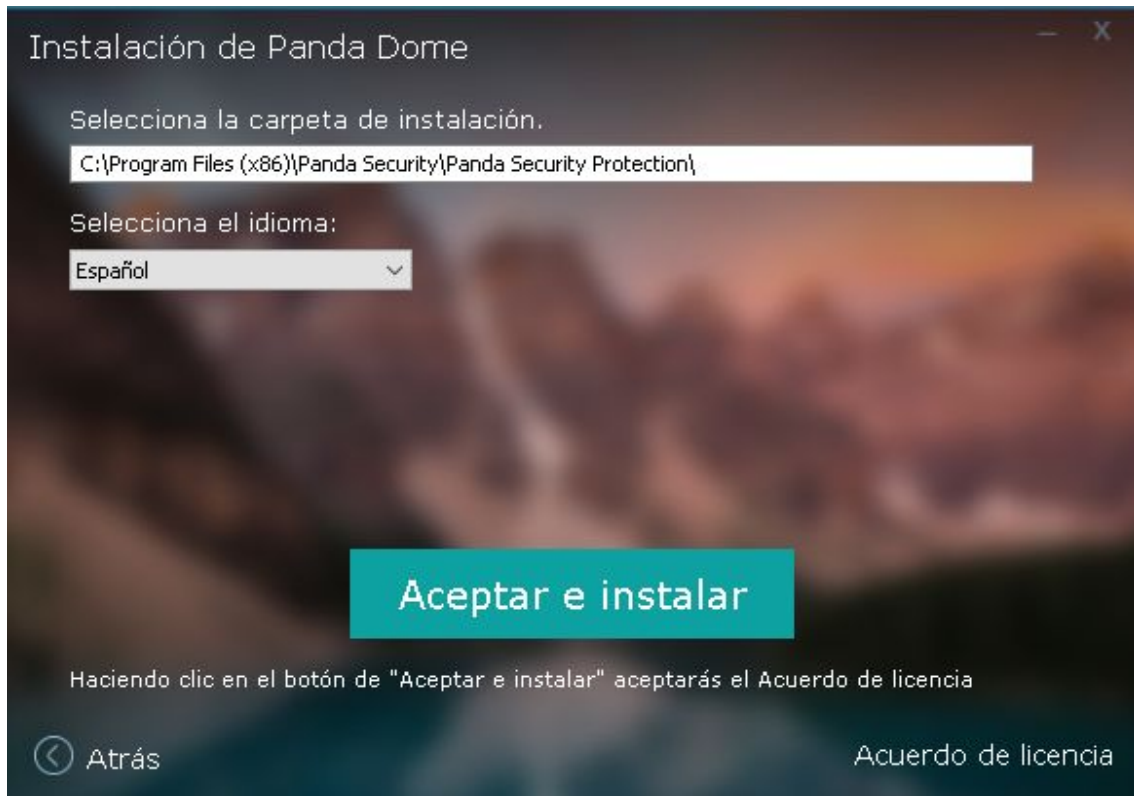 Instalación de Panda Dome
Selecciona la carpeta de instalación.
C:\Program Files (x86)\Panda Security\Panda Security Protection\
Selecciona el idioma:
Español
Aceptar e instalar
Haciendo clic en el botón de "Aceptar e instalar" aceptarás el Acuerdo de licencia
Atrás
Acuerdo de licencia